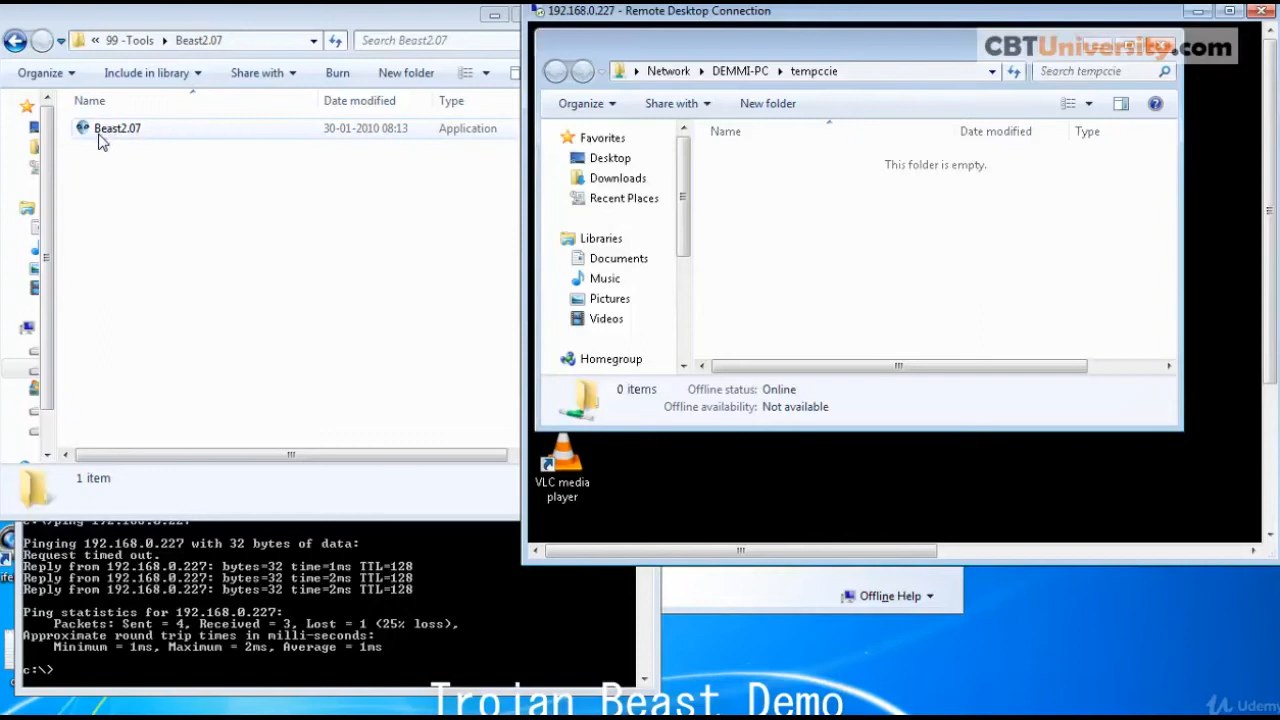 99 -Tools
Beast2.07
Search Beast2.07
Organize
Include in library
Share with
Burn
New folder
Name
Date modified
Type
Beast2.07
30-01-2010 08:13
Application
1 item
192.168.0.227 - Remote Desktop Connection
CBTUniversity.com
Network
DEMMI-PC
tempccie
Search tempccie
Organize
Share with
New folder
Favorites
Desktop
Downloads
Recent Places
Libraries
Documents
Music
Pictures
Videos
Homegroup
Name
Date modified
Type
This folder is empty.
0 items
Offline status: Online
Offline availability: Not available
VLC media
player
c:\>ping 192.168.0.227
Pinging 192.168.0.227 with 32 bytes of data:
Request timed out.
Reply from 192.168.0.227: bytes=32 time=1ms TTL=128
Reply from 192.168.0.227: bytes=32 time=2ms TTL=128
Reply from 192.168.0.227: bytes=32 time=2ms TTL=128
Ping statistics for 192.168.0.227:
Packets: Sent = 4, Received = 3, Lost = 1 (25% loss),
Approximate round trip times in milli-seconds:
Minimum = 1ms, Maximum = 2ms, Average = 1ms
c:\>
Offline Help
Trojan Beast Demo
Udemy